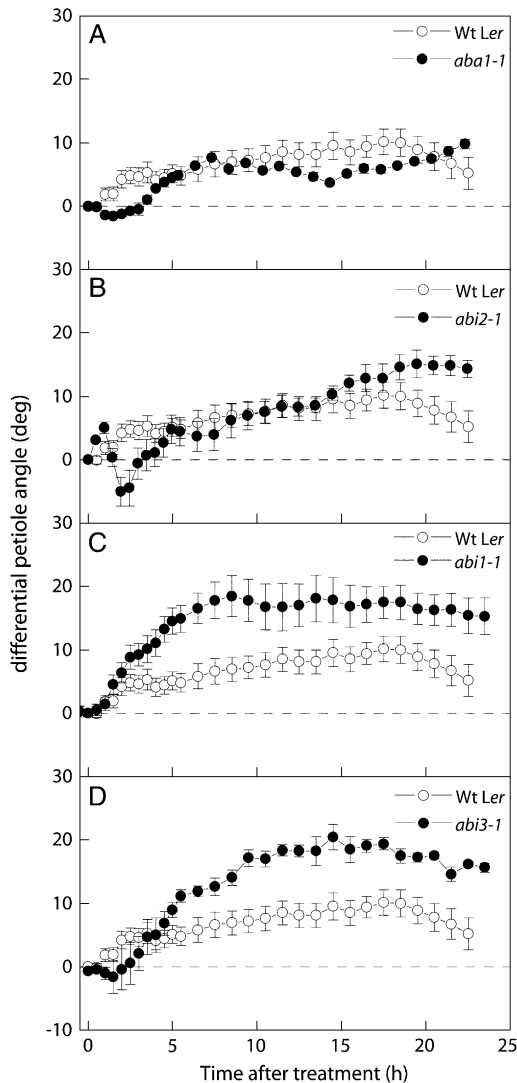 A
Wt Ler
aba1-1
30
20
10
0
B
Wt Ler
abi2-1
30
20
10
0
C
Wt Ler
abi1-1
30
20
10
0
D
Wt Ler
abi3-1
30
20
10
0
-10
differential petiole angle (deg)
0 5 10 15 20 25
Time after treatment (h)